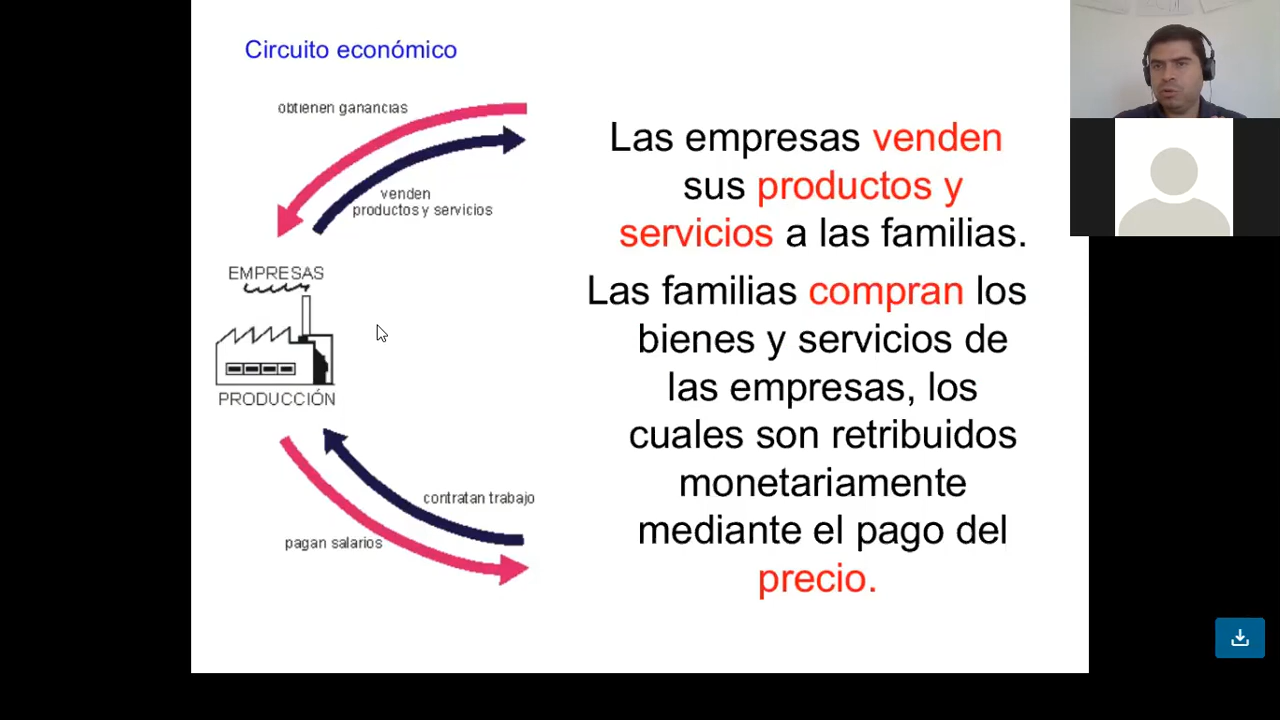 Circuito económico
obtienen ganancias
venden
productos y servicios
EMPRESAS
PRODUCCIÓN
contratan trabajo
pagan salarios
Las empresas venden
sus productos y
servicios a las familias.
Las familias compran los
bienes y servicios de
las empresas, los
cuales son retribuidos
monetariamente
mediante el pago del
precio.